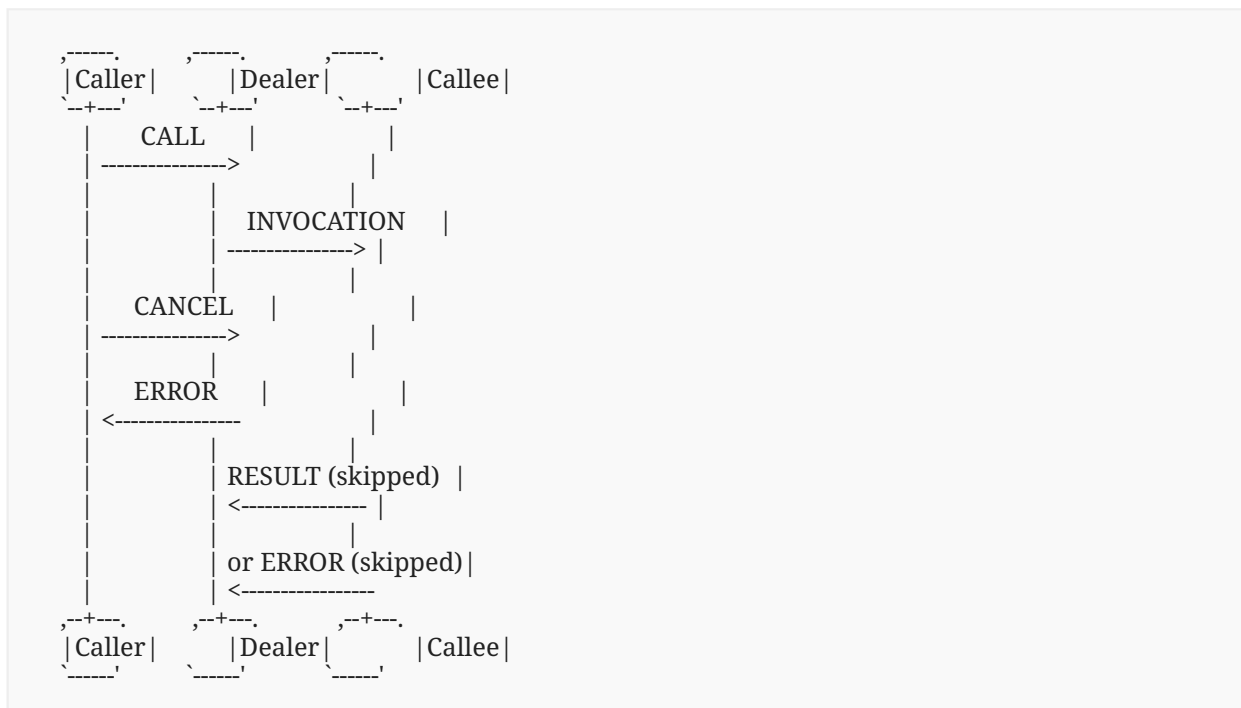 ,------.          ,------.          ,------.
|Caller|          |Dealer|          |Callee|
`--+---'          `--+---'          `--+---'
   |       CALL      |                 |
   | ---------------->                 |
   |                 |                 |
   |                 |    INVOCATION   |
   |                 | ----------------> |
   |                 |                 |
   |      CANCEL     |                 |
   | ---------------->                 |
   |                 |                 |
   |      ERROR      |                 |
   | <----------------                 |
   |                 |                 |
   |                 | RESULT (skipped)  |
   |                 | <---------------- |
   |                 |                 |
   |                 | or ERROR (skipped)|
   |                 | <-----------------
,--+---.          ,--+---.          ,--+---.
|Caller|          |Dealer|          |Callee|
`------'          `------'          `------'